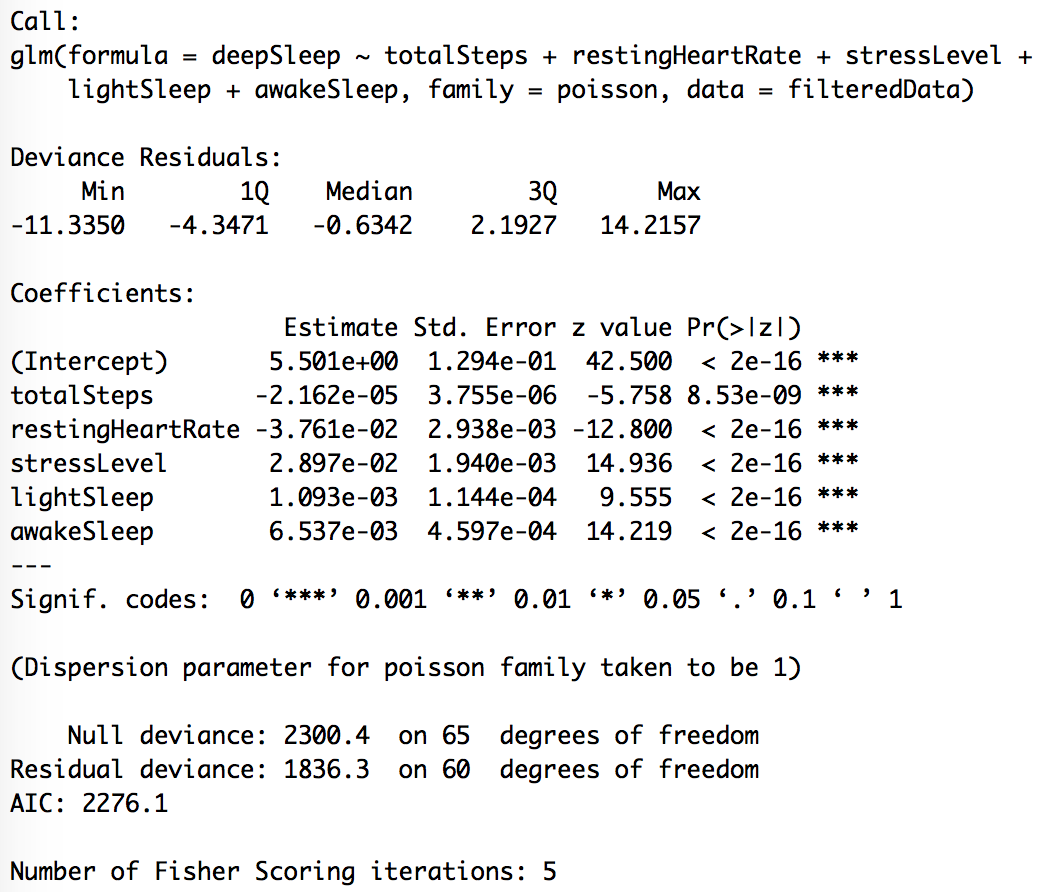 Call:
glm(formula = deepSleep ~ totalSteps + restingHeartRate + stressLevel +
    lightSleep + awakeSleep, family = poisson, data = filteredData)

Deviance Residuals:
     Min        1Q    Median        3Q       Max
-11.3350   -4.3471   -0.6342    2.1927   14.2157

Coefficients:
                   Estimate Std. Error z value Pr(>|z|)
(Intercept)       5.501e+00  1.294e-01  42.500  < 2e-16 ***
totalSteps       -2.162e-05  3.755e-06  -5.758 8.53e-09 ***
restingHeartRate -3.761e-02  2.938e-03 -12.800  < 2e-16 ***
stressLevel       2.897e-02  1.940e-03  14.936  < 2e-16 ***
lightSleep        1.093e-03  1.144e-04   9.555  < 2e-16 ***
awakeSleep        6.537e-03  4.597e-04  14.219  < 2e-16 ***
---
Signif. codes:  0 ‘***’ 0.001 ‘**’ 0.01 ‘*’ 0.05 ‘.’ 0.1 ‘ ’ 1

(Dispersion parameter for poisson family taken to be 1)

    Null deviance: 2300.4  on 65  degrees of freedom
Residual deviance: 1836.3  on 60  degrees of freedom
AIC: 2276.1

Number of Fisher Scoring iterations: 5